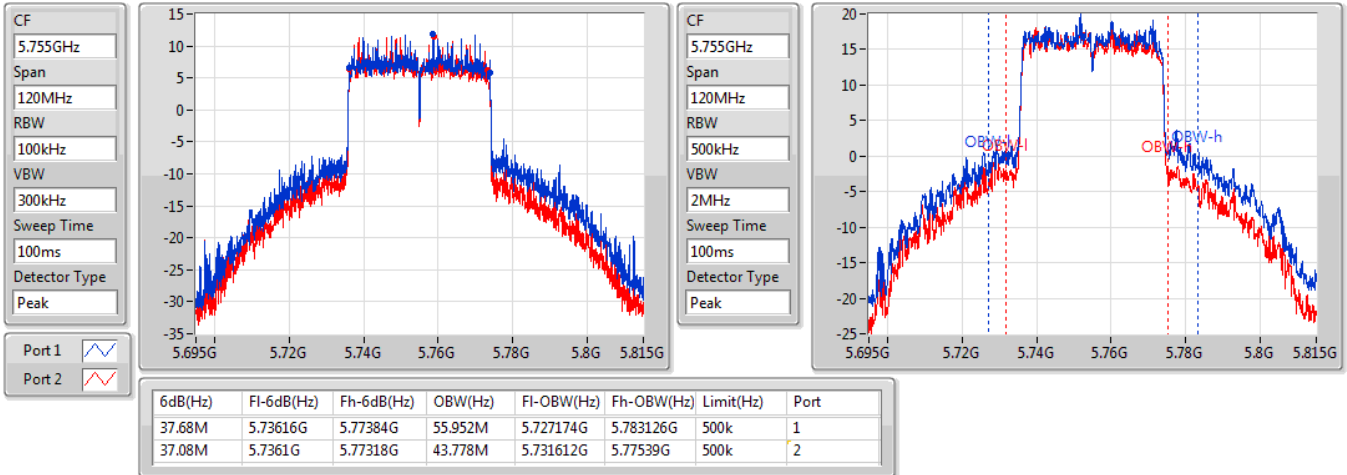 CF
5.755GHz
Span
120MHz
RBW
100kHz
VBW
300kHz
Sweep Time
100ms
Detector Type
Peak
Port 1
Port 2
15
10
5
0
-5
-10
-15
-20
-25
-30
-35
5.695G 5.72G 5.74G 5.76G 5.78G 5.8G 5.815G
CF
5.755GHz
Span
120MHz
RBW
500kHz
VBW
2MHz
Sweep Time
100ms
Detector Type
Peak
20
15
10
5
0
-5
-10
-15
-20
-25
OBW-l
OBW-h
5.695G 5.72G 5.74G 5.76G 5.78G 5.8G 5.815G
6dB(Hz) Fl-6dB(Hz) Fh-6dB(Hz) OBW(Hz) Fl-OBW(Hz) Fh-OBW(Hz) Limit(Hz) Port
37.68M 5.73616G 5.77384G 55.952M 5.727174G 5.783126G 500k 1
37.08M 5.7361G 5.77318G 43.778M 5.731612G 5.77539G 500k 2